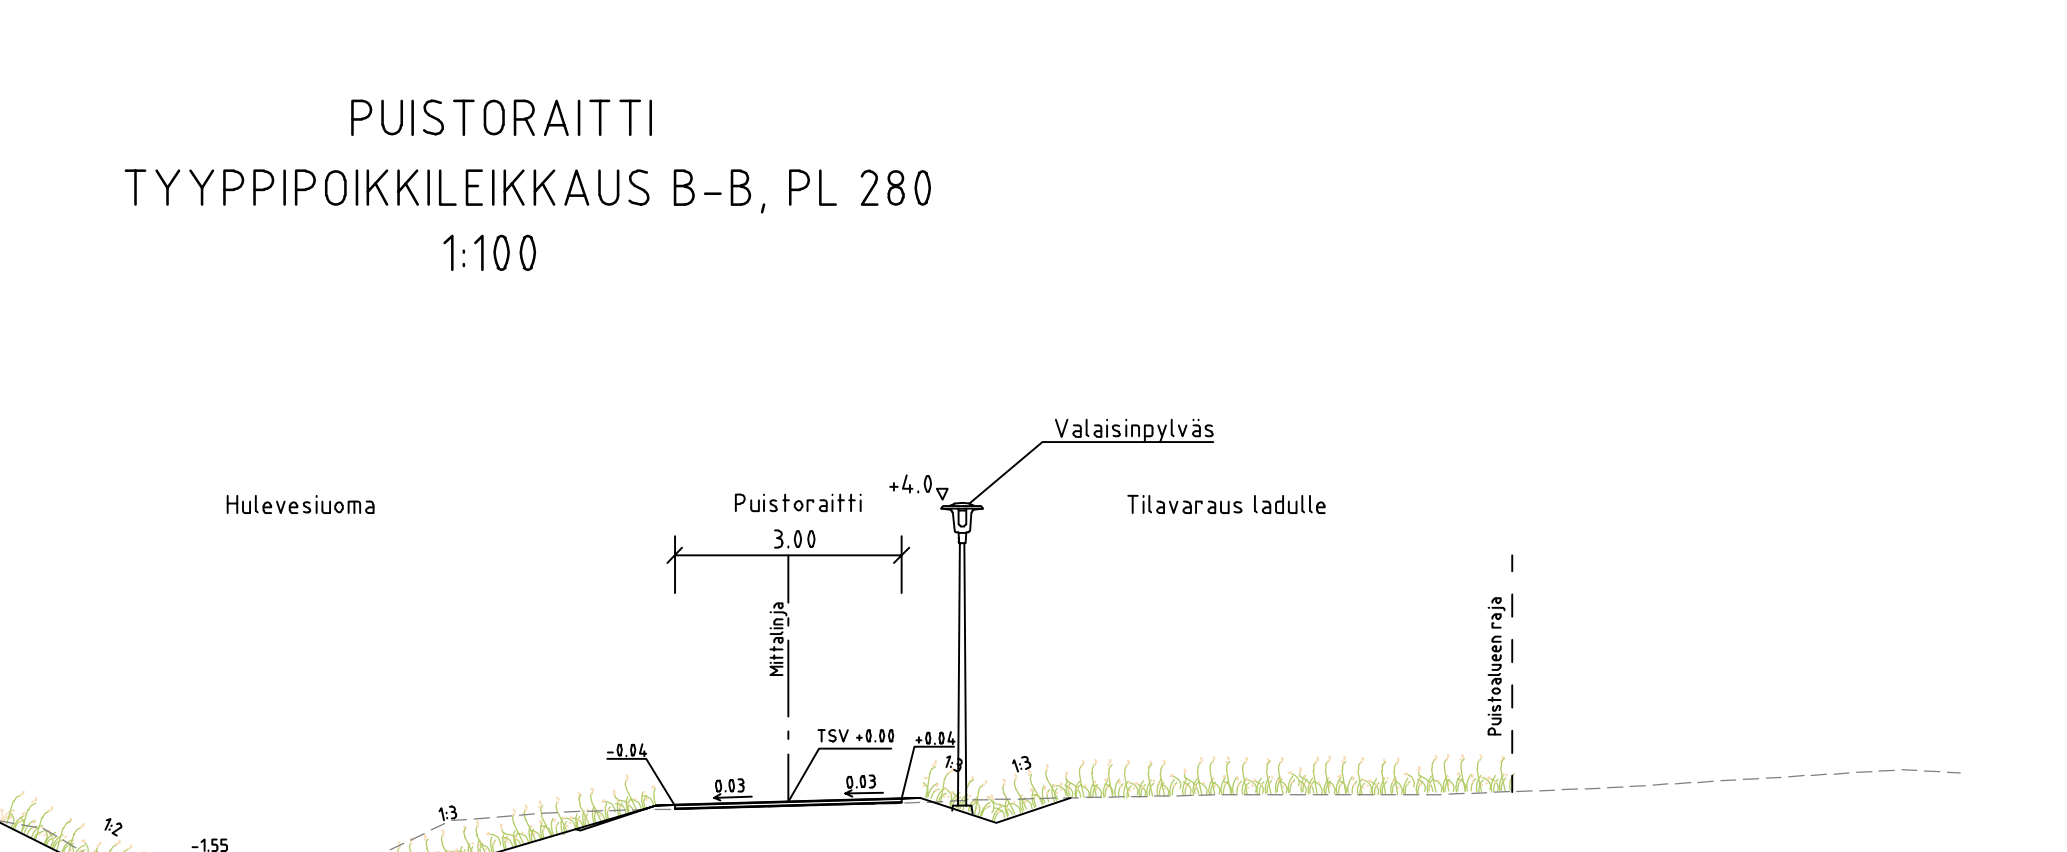 PUISTORAITTI
TYYPPIPOIKKILEIKKAUS B-B, PL 280
1:100
Valaisinpylväs
+4.0
Hulevesiuoma
Puistoraitti
Tilavaraus ladulle
3.00
Mittalinja
Puistoalueen raja
TSV +0.00
+0.04
-0.04
1:3
1:3
0.03
0.03
1:3
1:2
-1.55